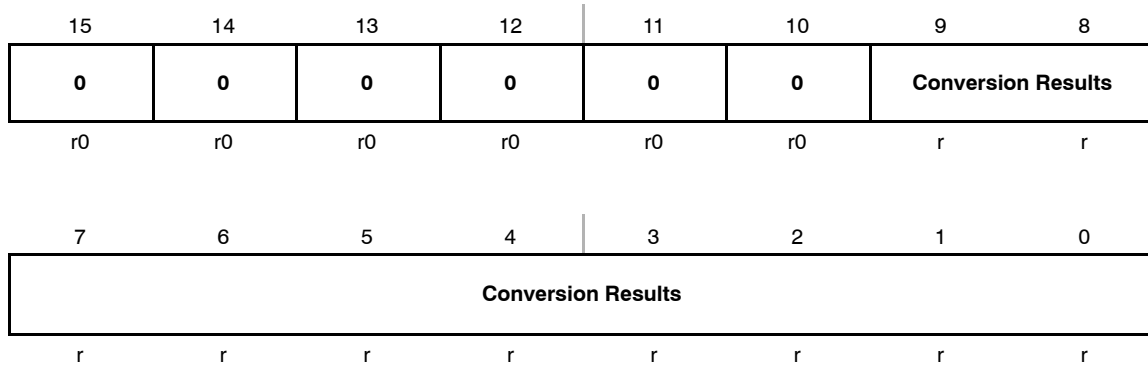 15 14 13 12 11 10 9 8
0 0 0 0 0 0 Conversion Results
r0 r0 r0 r0 r0 r0 r r
7 6 5 4 3 2 1 0
Conversion Results
r r r r r r r r